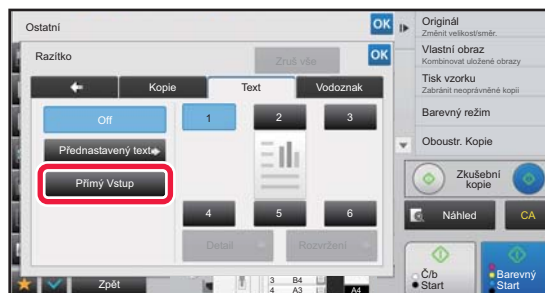 Ostatní
OK
Razítko
Zruš vše
OK
Kopie
Text
Vodoznak
Off
Přednastavený text
Přímý Vstup
1
2
3
4
5
6
Detail
Rozvržení
Zpět
3 B4
4 A3
A4
Originál
Změnit velikost/směr.
Vlastní obraz
Kombinovat uložené obrazy
Tisk vzorku
Zabránit neoprávněné kopii
Barevný režim
Oboustr. Kopie
Zkušební
kopie
Náhled
CA
Č/b
Start
Barevný
Start